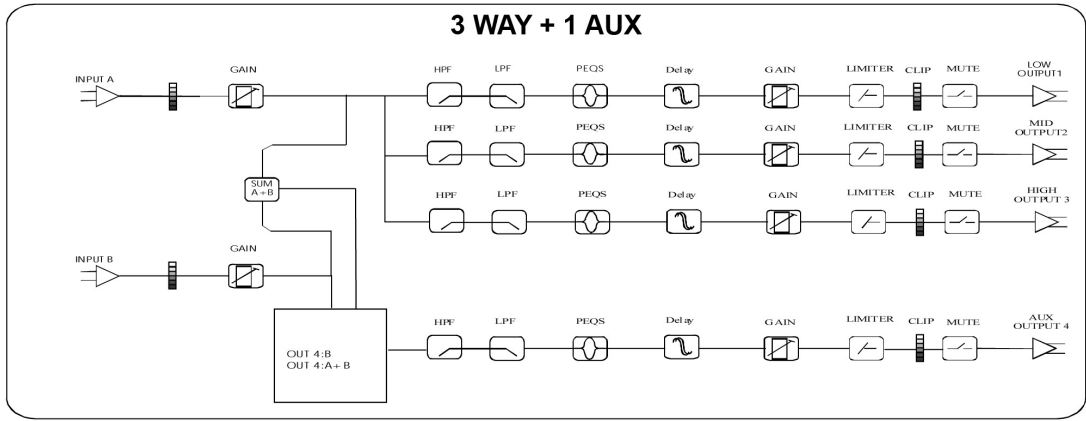 3 WAY + 1 AUX
INPUT A
GAIN
HPF LPF PEQS Delay GAIN LIMITER CLIP MUTE
LOW
OUTPUT1
HPF LPF PEQS Delay GAIN LIMITER CLIP MUTE
MID
OUTPUT2
SUM
A+B
HPF LPF PEQS Delay GAIN LIMITER CLIP MUTE
HIGH
OUTPUT 3
INPUT B
GAIN
OUT 4:B
OUT 4:A+ B
HPF LPF PEQS Delay GAIN LIMITER CLIP MUTE
AUX
OUTPUT 4